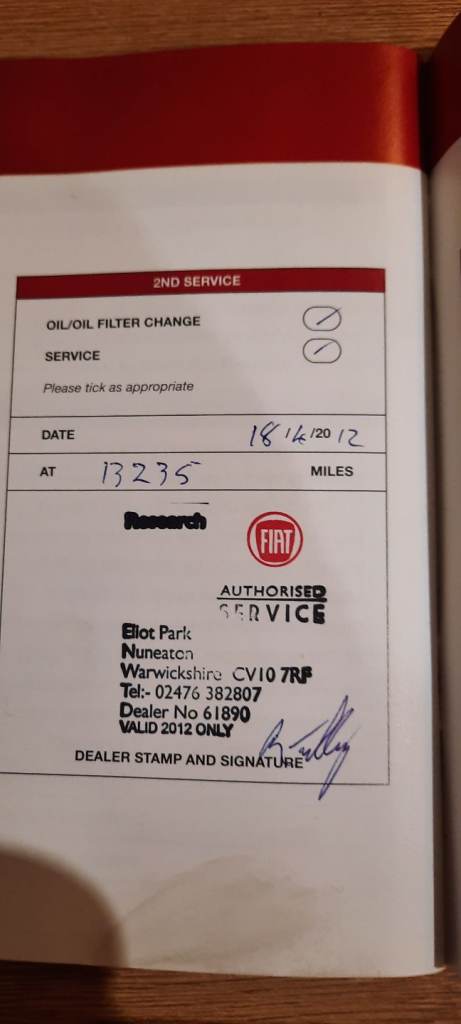 2ND SERVICE
OIL/OIL FILTER CHANGE
SERVICE
Please tick as appropriate
DATE 18/4/2012
AT 13235 MILES
Research
FIAT
AUTHORISED
SERVICE
Eliot Park
Nuneaton
Warwickshire CV10 7RF
Tel:- 02476 382807
Dealer No 61890
VALID 2012 ONLY
DEALER STAMP AND SIGNATURE